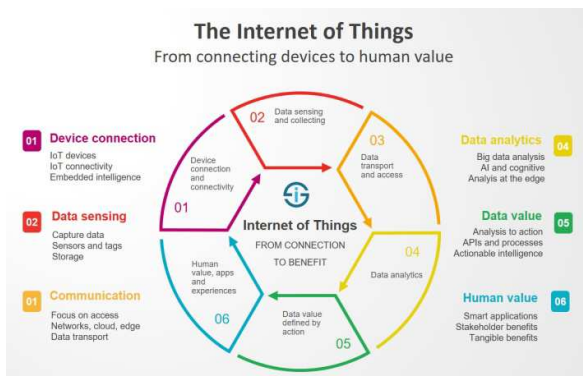 The Internet of Things
From connecting devices to human value
01 Device connection
IoT devices
IoT connectivity
Embedded intelligence
02 Data sensing
Capture data
Sensors and tags
Storage
01 Communication
Focus on access
Networks, cloud, edge
Data transport
Device
connection
and
connectivity
01
02 Data sensing
and collecting
03
Data
transport
and access
04
Data analytics
Data value
defined by
action
05
Human
value, apps
and
experiences
06
Internet of Things
FROM CONNECTION
TO BENEFIT
Data analytics 04
Big data analysis
AI and cognitive
Analyis at the edge
Data value 05
Analysis to action
APIs and processes
Actionable intelligence
Human value 06
Smart applications
Stakeholder benefits
Tangible benefits